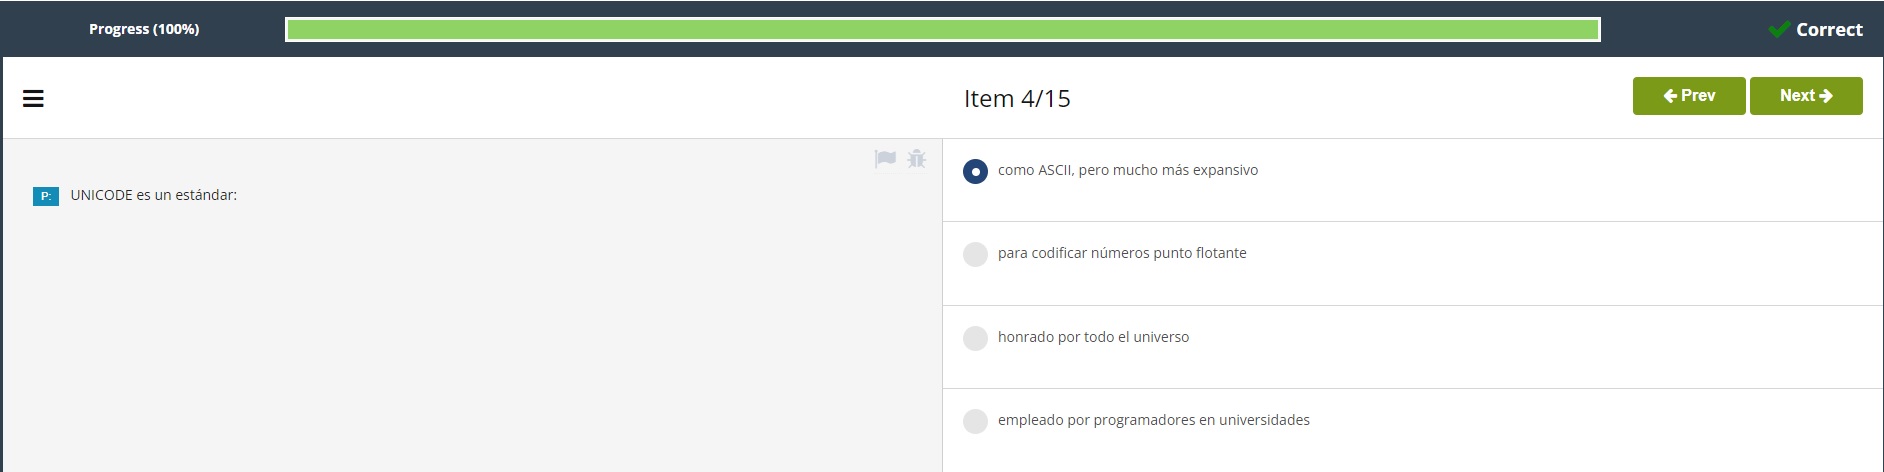 Progress (100%)
Correct
Item 4/15
Prev
Next
P: UNICODE es un estándar:
como ASCII, pero mucho más expansivo
para codificar números punto flotante
honrado por todo el universo
empleado por programadores en universidades